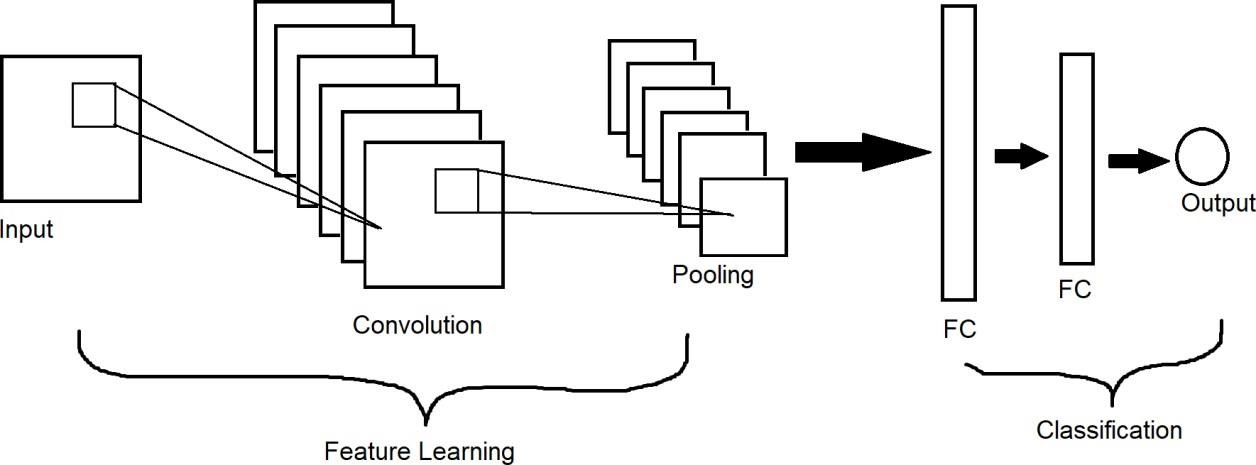 Input
Convolution
Pooling
FC
FC
Output
Feature Learning
Classification